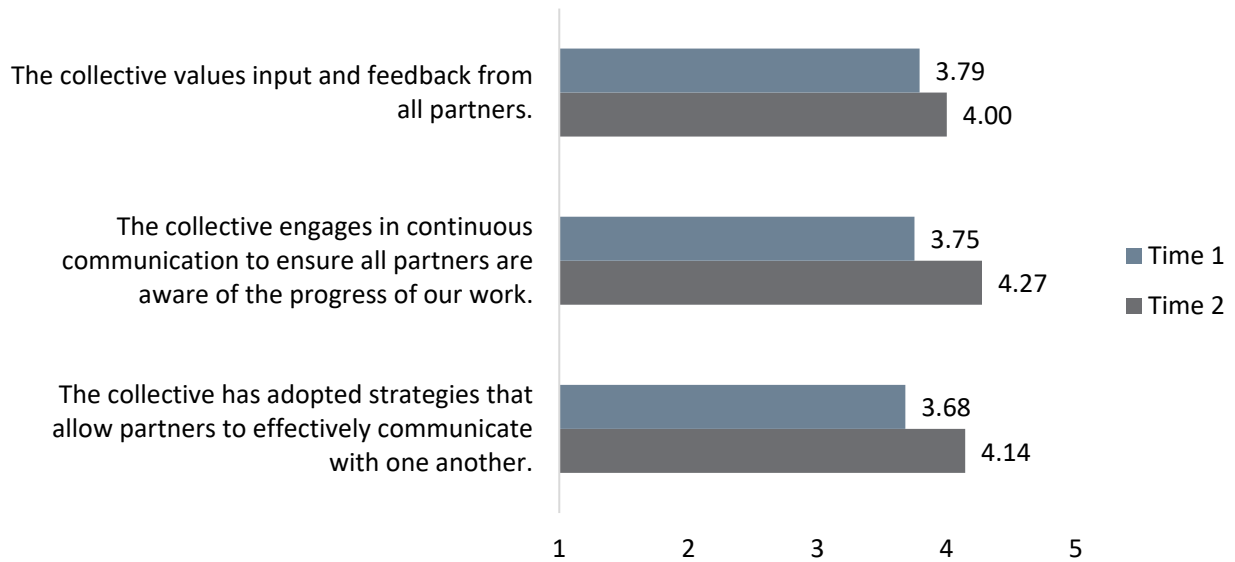 The collective values input and feedback from
all partners.
3.79
4.00
The collective engages in continuous
communication to ensure all partners are
aware of the progress of our work.
3.75
4.27
The collective has adopted strategies that
allow partners to effectively communicate
with one another.
3.68
4.14
Time 1
Time 2
1 2 3 4 5